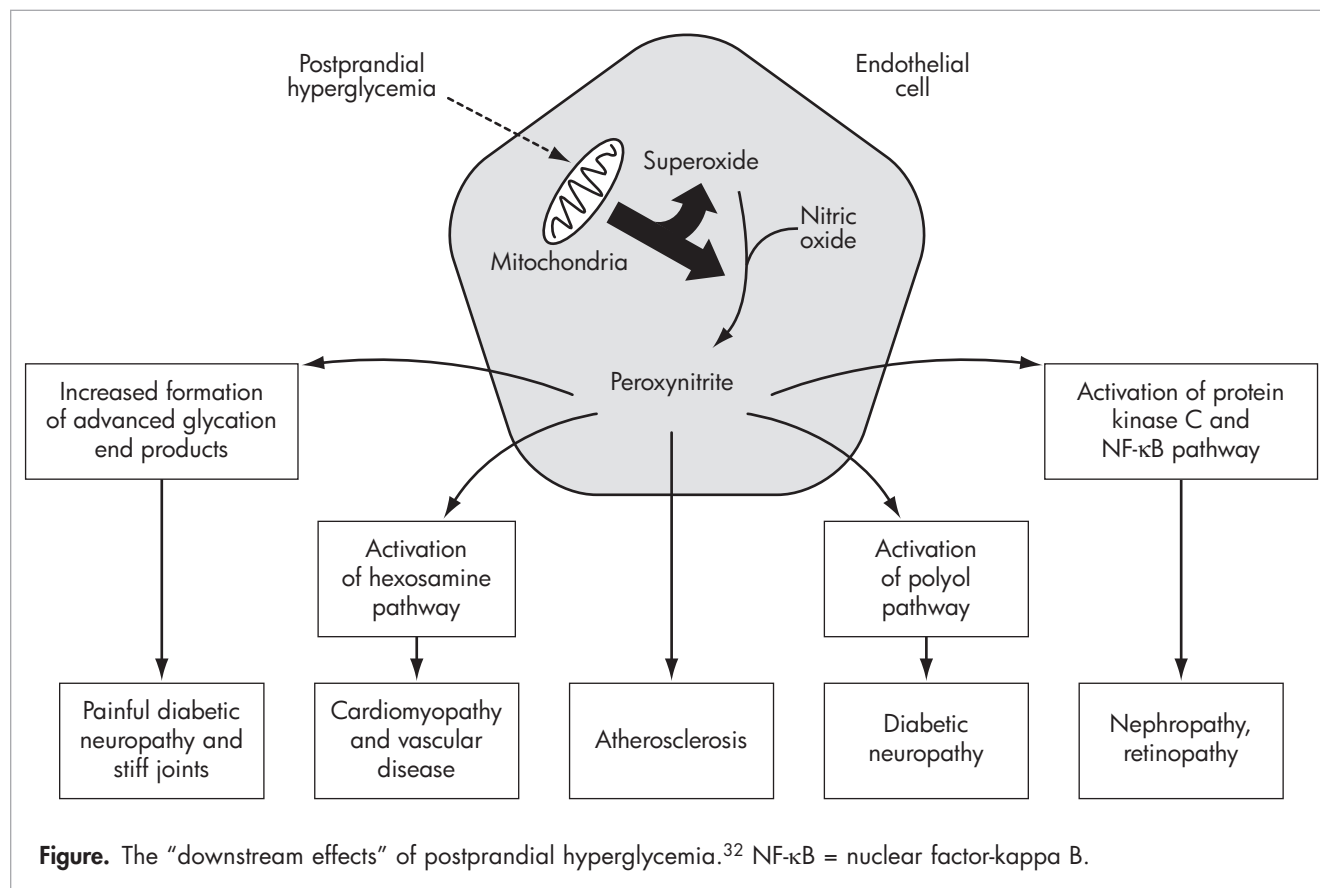 Postprandial
hyperglycemia
Endothelial
cell
Superoxide
Nitric
oxide
Mitochondria
Peroxynitrite
Increased formation
of advanced glycation
end products
Activation of protein
kinase C and
NF-κB pathway
Activation
of hexosamine
pathway
Activation
of polyol
pathway
Painful diabetic
neuropathy and
stiff joints
Cardiomyopathy
and vascular
disease
Atherosclerosis
Diabetic
neuropathy
Nephropathy,
retinopathy
Figure. The “downstream effects” of postprandial hyperglycemia.³² NF-κB = nuclear factor-kappa B.